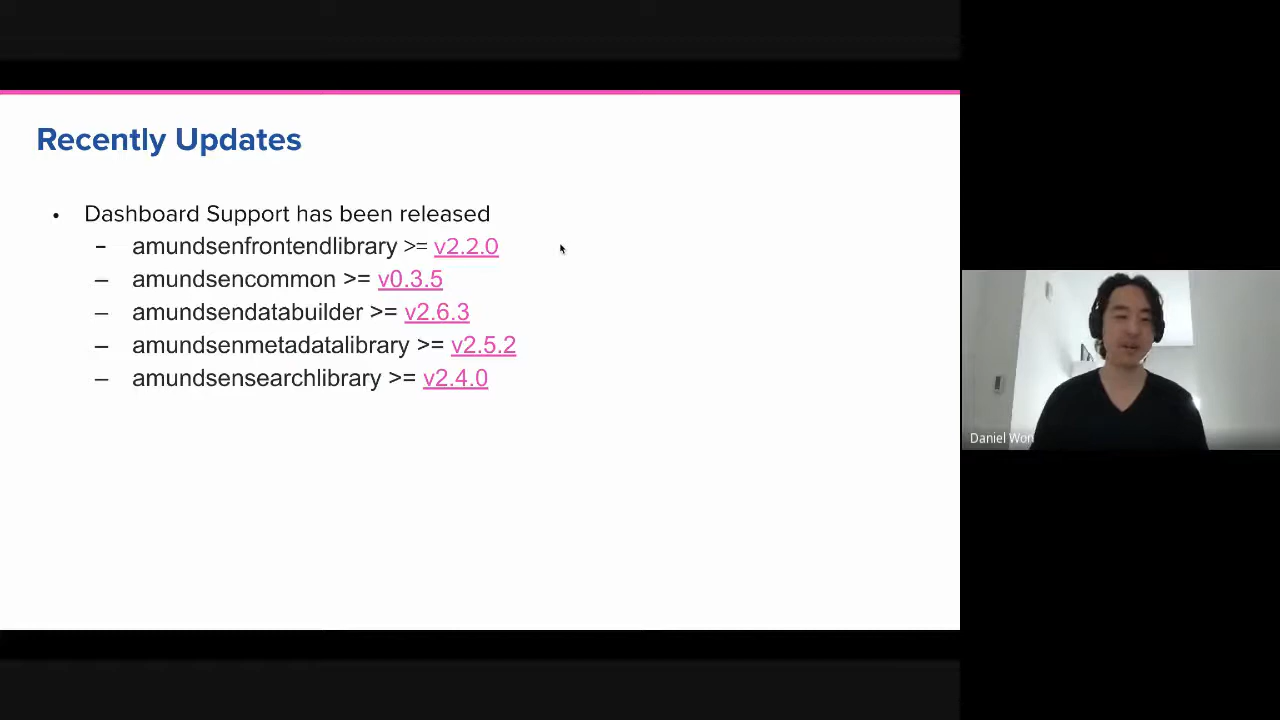 Recently Updates
• Dashboard Support has been released
– amundsenfrontendlibrary >= v2.2.0
– amundsencommon >= v0.3.5
– amundsendatabuilder >= v2.6.3
– amundsenmetadatalibrary >= v2.5.2
– amundsensearchlibrary >= v2.4.0
Daniel Won